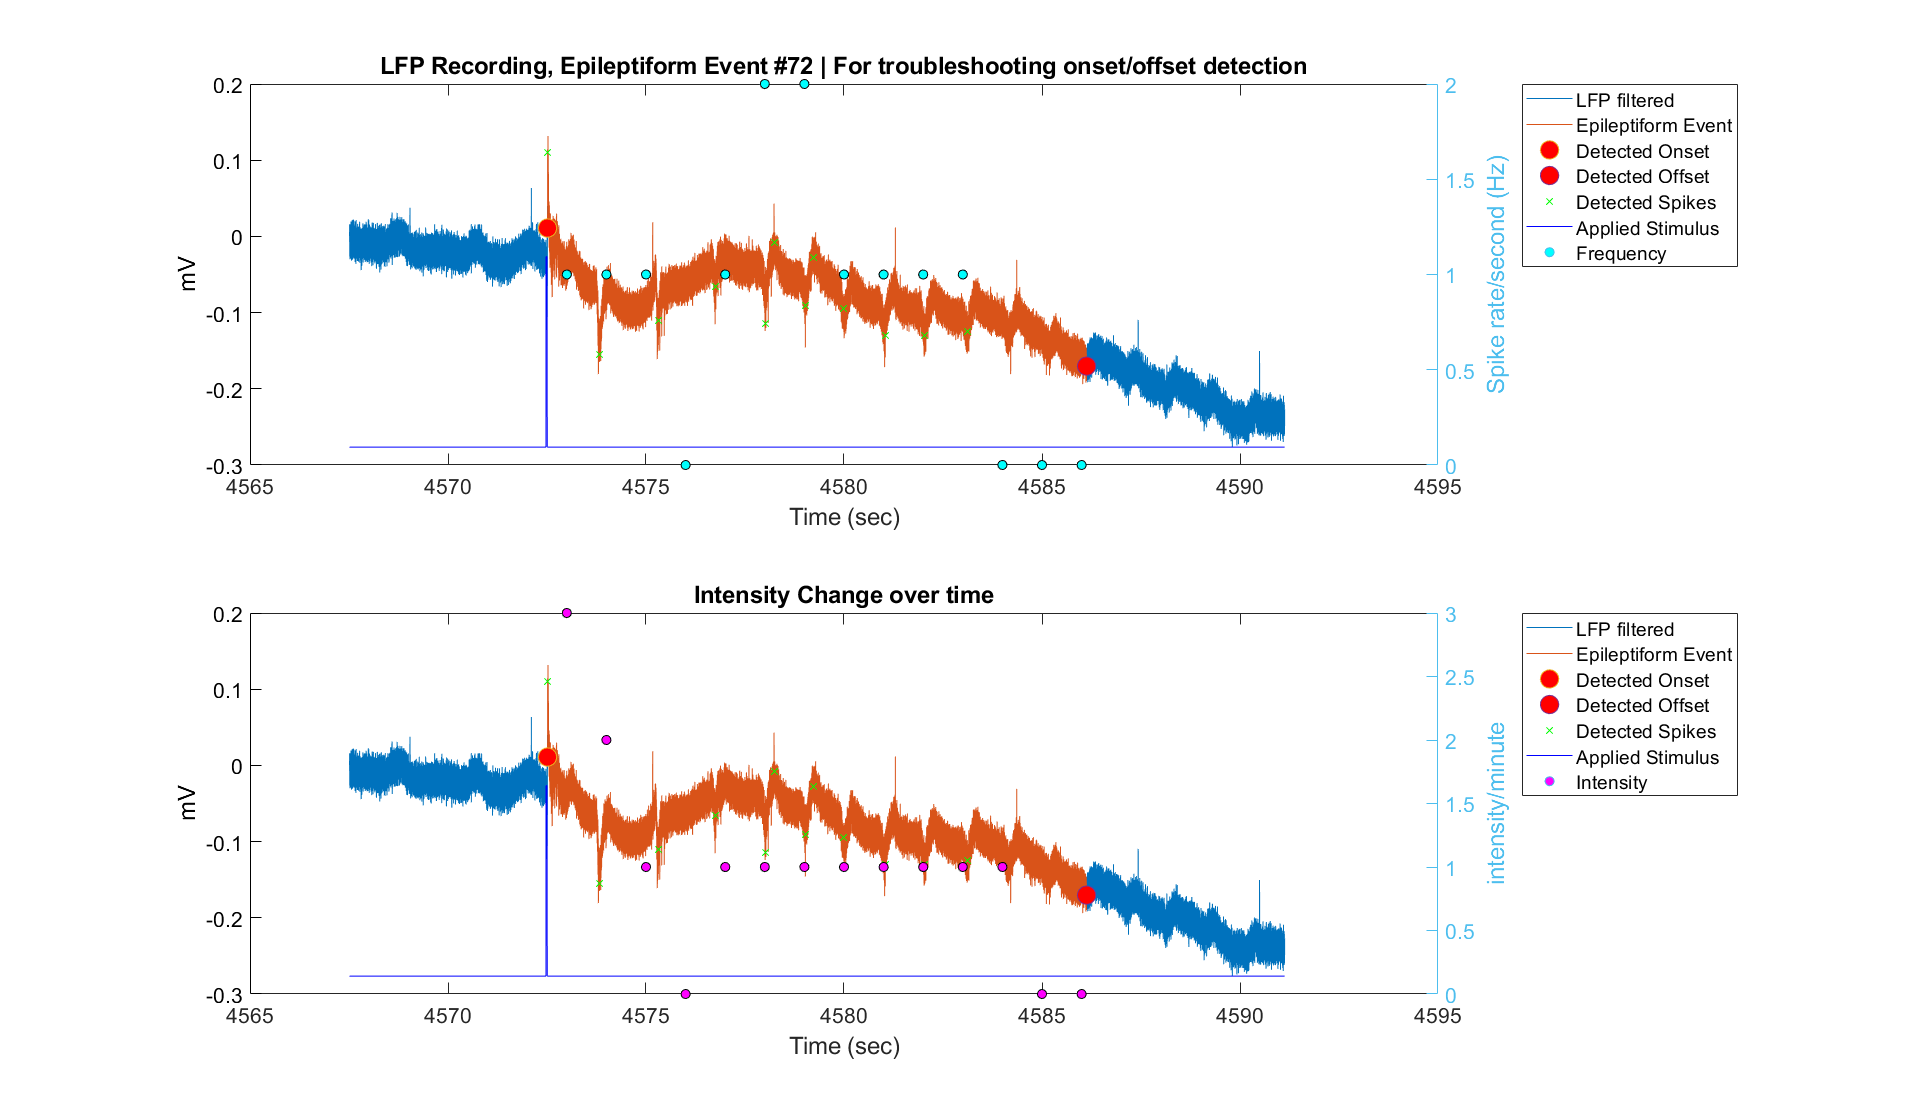 LFP Recording, Epileptiform Event #72 | For troubleshooting onset/offset detection
0.2
0.1
0
-0.1
-0.2
-0.3
mV
4565 4570 4575 4580 4585 4590 4595
Time (sec)
2
1.5
1
0.5
0
Spike rate/second (Hz)
LFP filtered
Epileptiform Event
Detected Onset
Detected Offset
Detected Spikes
Applied Stimulus
Frequency
Intensity Change over time
0.2
0.1
0
-0.1
-0.2
-0.3
mV
4565 4570 4575 4580 4585 4590 4595
Time (sec)
3
2.5
2
1.5
1
0.5
0
intensity/minute
LFP filtered
Epileptiform Event
Detected Onset
Detected Offset
Detected Spikes
Applied Stimulus
Intensity